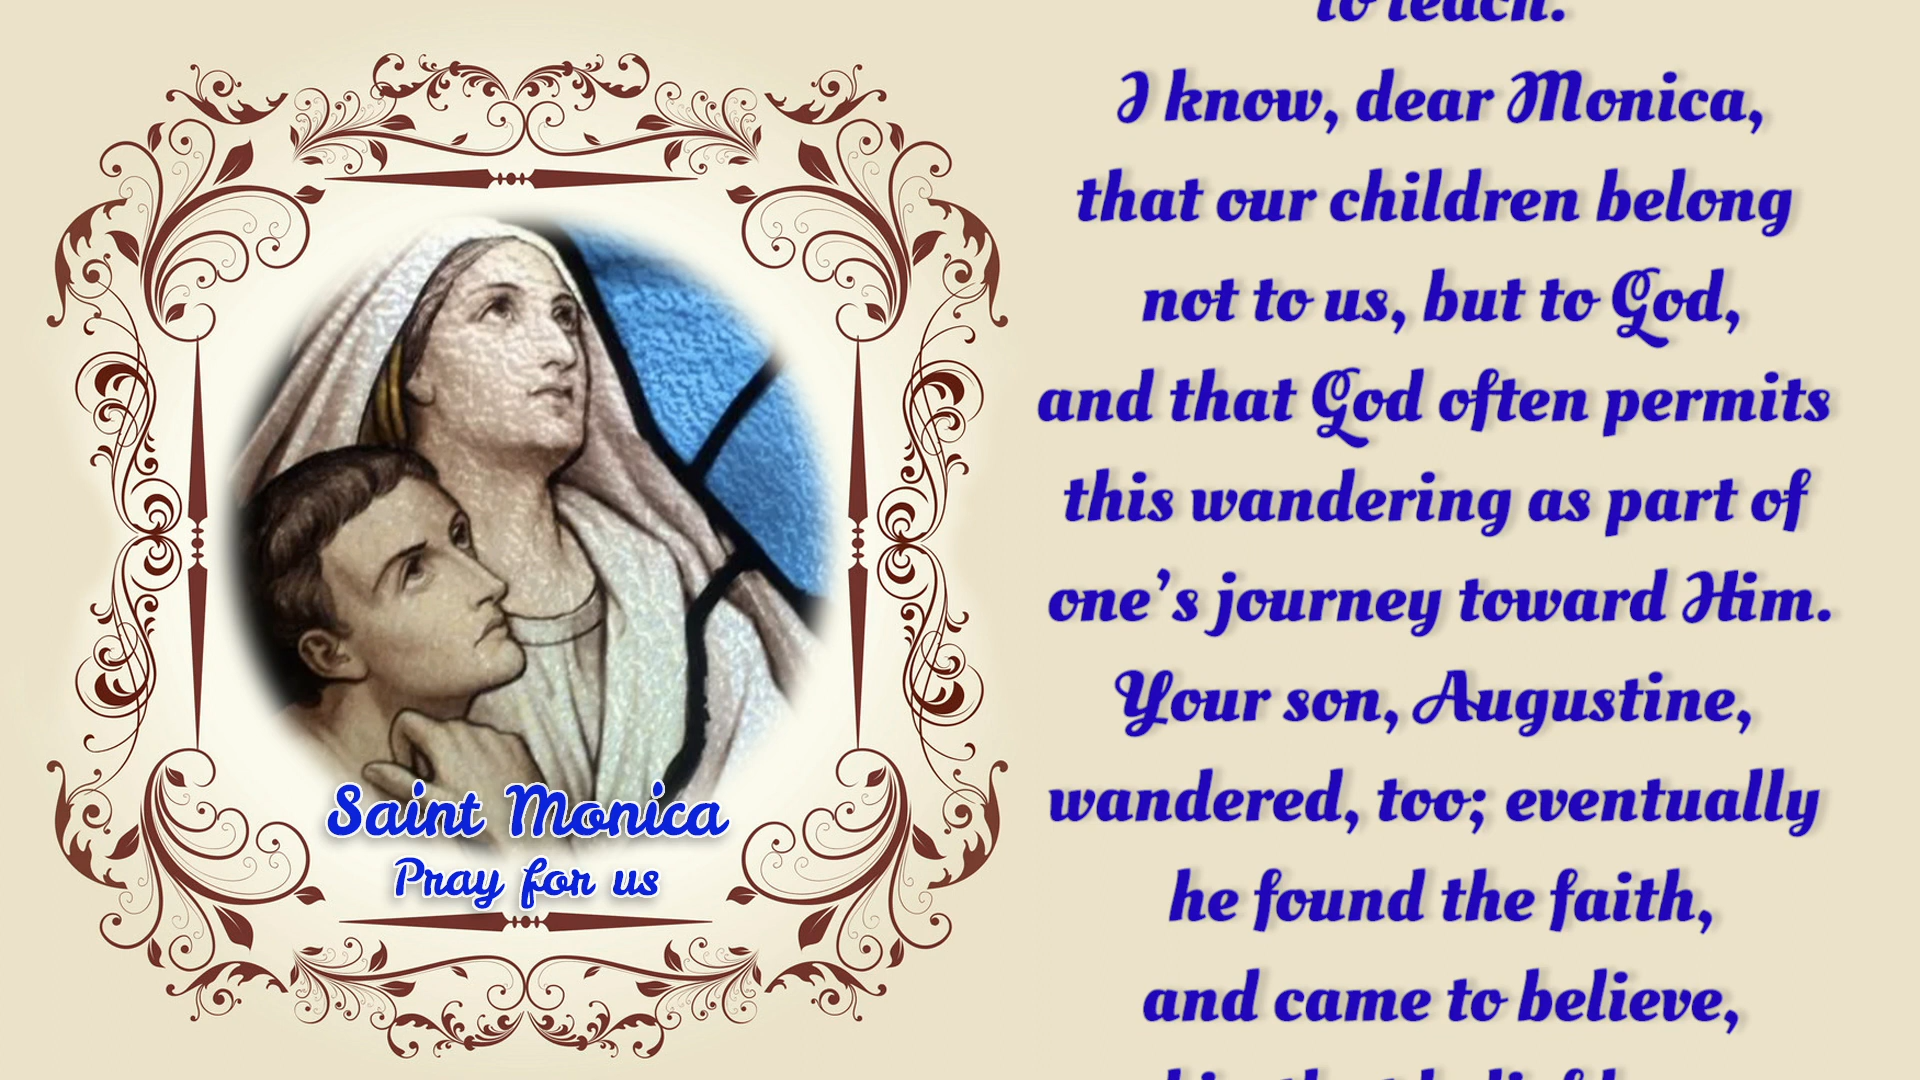 Saint Monica
Pray for us
to teach.
I know, dear Monica,
that our children belong
not to us, but to God,
and that God often permits
this wandering as part of
one’s journey toward Him.
Your son, Augustine,
wandered, too; eventually
he found the faith,
and came to believe,